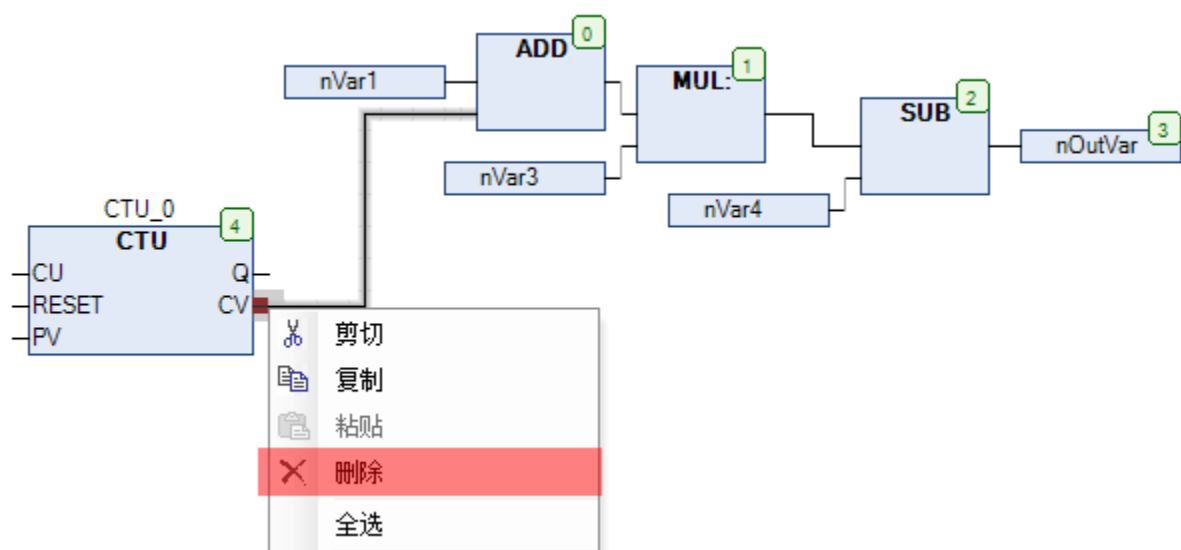 ADD
0
nVar1
MUL:
1
SUB
2
nOutVar
3
nVar3
nVar4
CTU_0
CTU
4
CU
Q
RESET
CV
PV
剪切
复制
粘贴
删除
全选